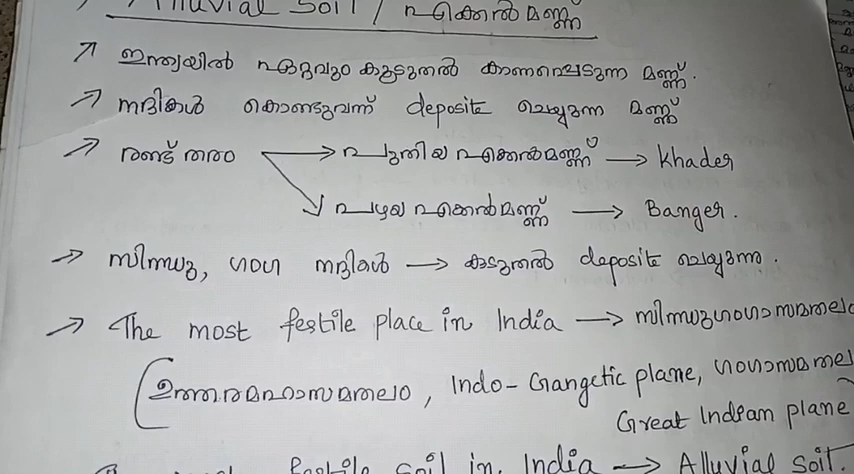 Alluvial Soil / എക്കൽമണ്ണ്
ഇന്ത്യയിൽ ഏറ്റവും കൂടുതൽ കാണപ്പെടുന്ന മണ്ണ്.
നദികൾ കൊണ്ടുവന്ന് deposite ചെയ്യുന്ന മണ്ണ്
രണ്ട് തരം → പുതിയ എക്കൽമണ്ണ് → Khader
പഴയ എക്കൽമണ്ണ് → Banger.
→ സിന്ധു, ഗംഗ നദികൾ → കൂടുതൽ deposite ചെയ്യുന്നു.
→ The most festile place in India → സിന്ധുഗംഗാസമതലം
(ഉത്തരമഹാസമതലം, Indo-Gangetic plane, ഗംഗാസമതല
Great Indian plane
festile soil in India → Alluvial soil.